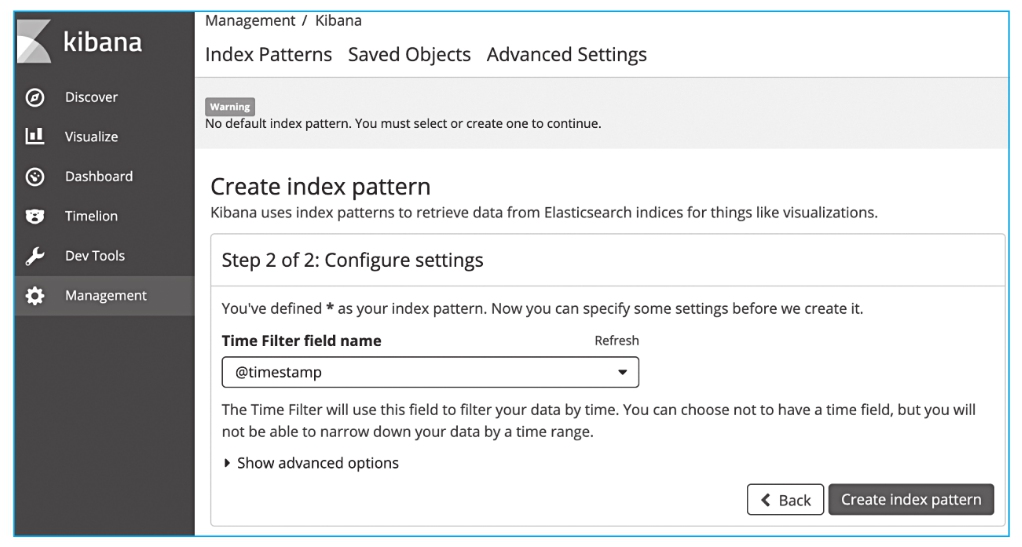 kibana
Discover
Visualize
Dashboard
Timelion
Dev Tools
Management
Management / Kibana
Index Patterns Saved Objects Advanced Settings
Warning
No default index pattern. You must select or create one to continue.
Create index pattern
Kibana uses index patterns to retrieve data from Elasticsearch indices for things like visualizations.
Step 2 of 2: Configure settings
You've defined * as your index pattern. Now you can specify some settings before we create it.
Time Filter field name Refresh
@timestamp
The Time Filter will use this field to filter your data by time. You can choose not to have a time field, but you will
not be able to narrow down your data by a time range.
Show advanced options
Back Create index pattern